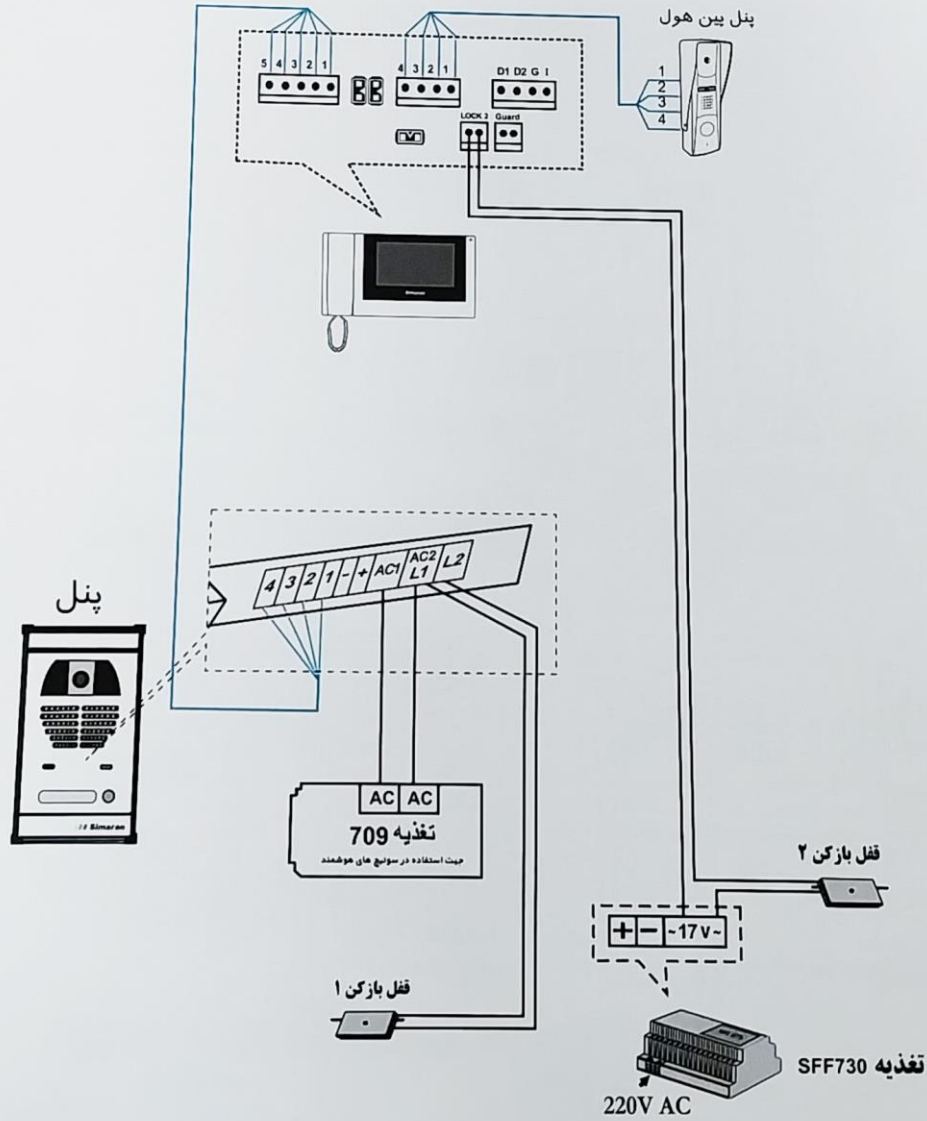 پنل پین هول
5 4 3 2 1
4 3 2 1
D1 D2 G I
LOCK 2 Guard
1
2
3
4
Simaran
4 3 2 1 - + AC1 AC2 L1 L2
پنل
Simaran
AC AC
تغذیه 709
جهت استفاده در سوئیچ های هوشمند
قفل بازکن ۲
+ - ~17 V~
قفل بازکن ۱
تغذیه SFF730
220V AC